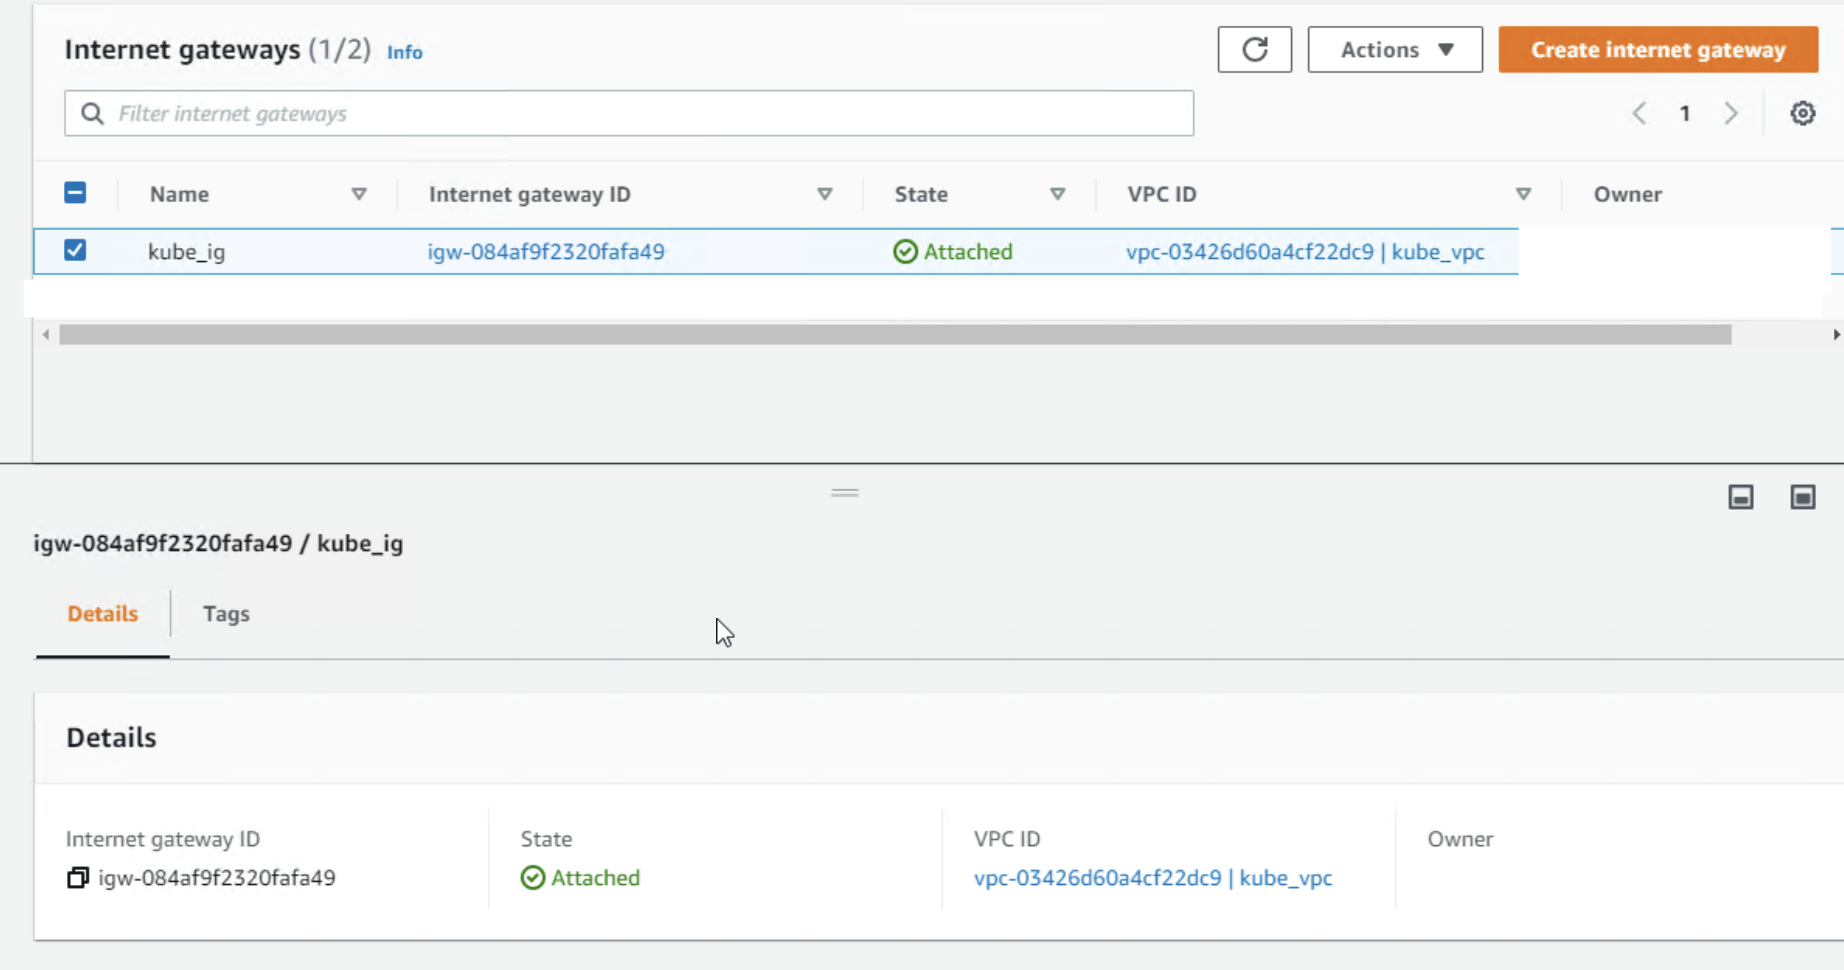 Internet gateways (1/2) Info
Actions Create internet gateway
Filter internet gateways
1
Name Internet gateway ID State VPC ID Owner
kube_ig igw-084af9f2320fafa49 Attached vpc-03426d60a4cf22dc9 | kube_vpc
igw-084af9f2320fafa49 / kube_ig
Details Tags
Details
Internet gateway ID State VPC ID Owner
igw-084af9f2320fafa49 Attached vpc-03426d60a4cf22dc9 | kube_vpc